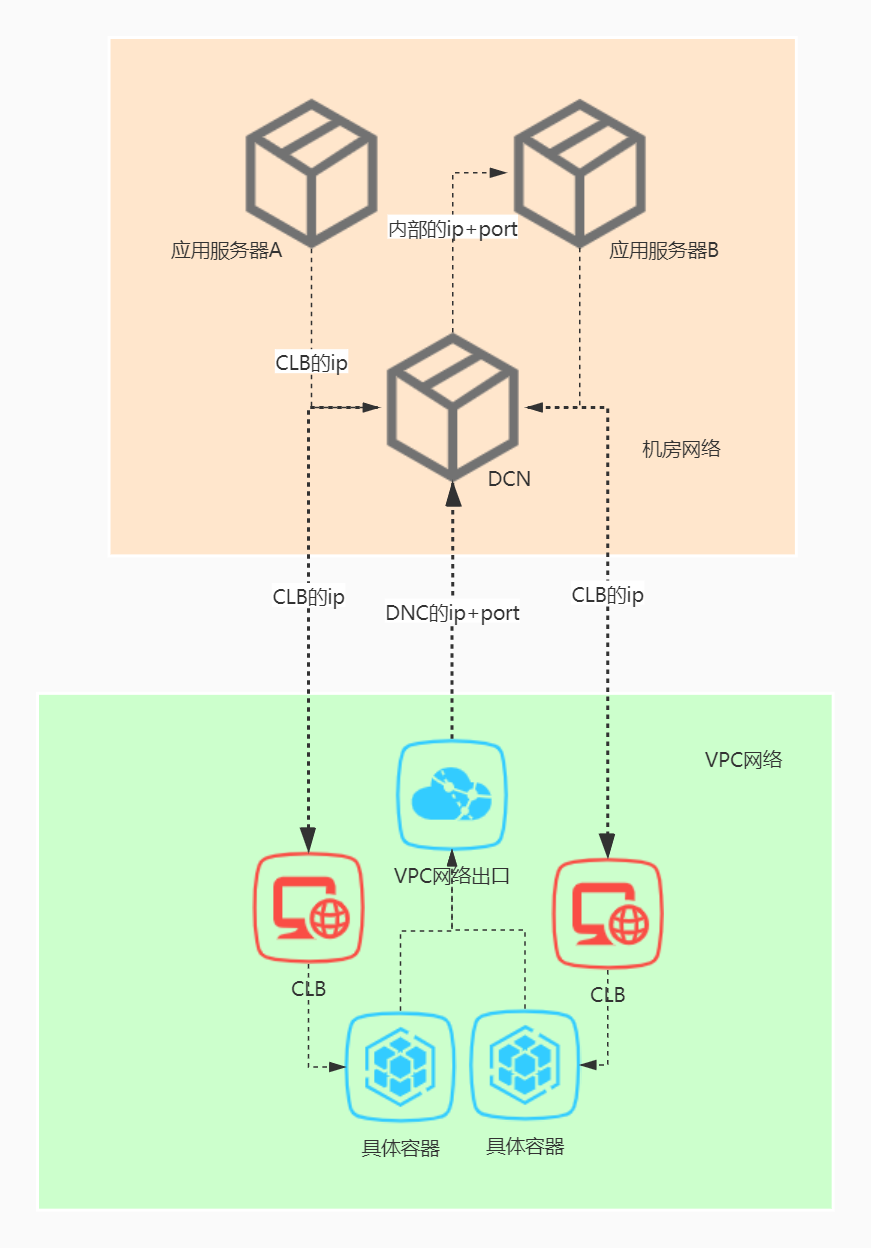 内部的ip+port
应用服务器A
应用服务器B
CLB的ip
机房网络
DCN
CLB的ip
DNC的ip+port
CLB的ip
VPC网络
VPC网络出口
CLB
CLB
具体容器
具体容器